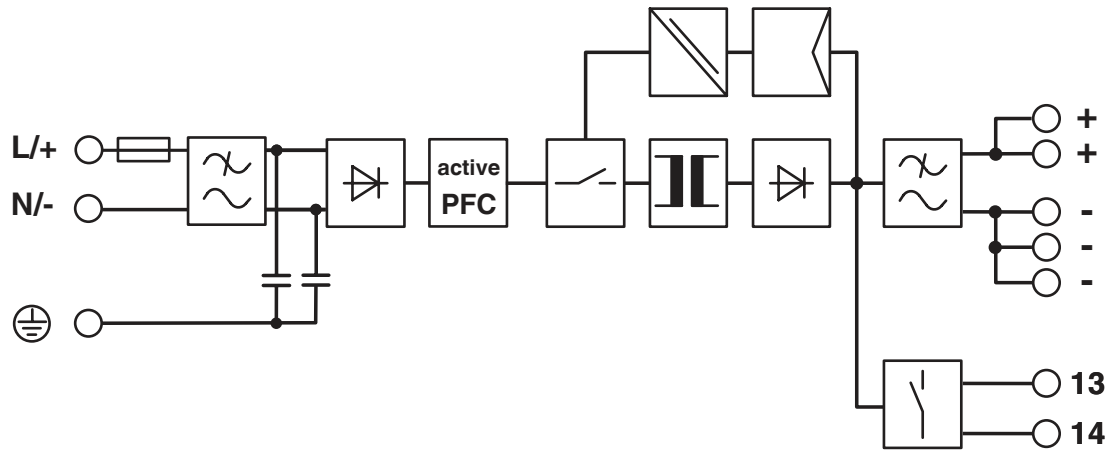 L/+
N/-
active
PFC
+
+
-
-
-
13
14